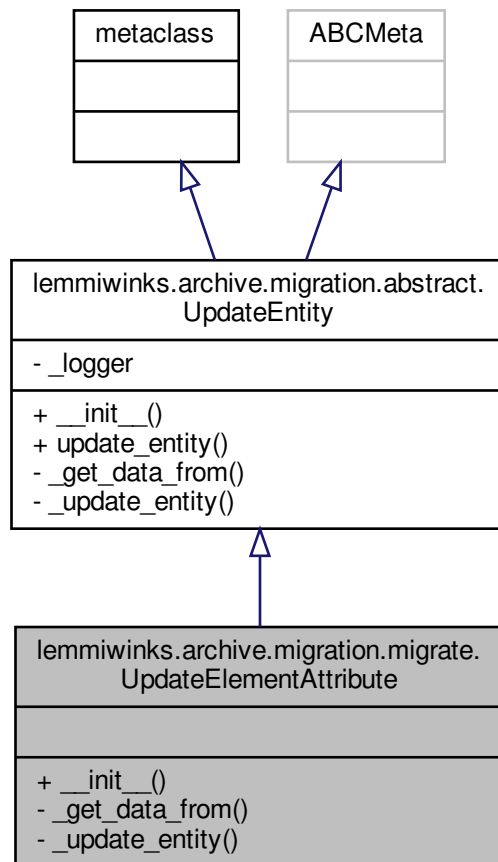 metaclass
ABCMeta
lemmiwinks.archive.migration.abstract.
UpdateEntity
- _logger
+ __init__()
+ update_entity()
- _get_data_from()
- _update_entity()
lemmiwinks.archive.migration.migrate.
UpdateElementAttribute
+ __init__()
- _get_data_from()
- _update_entity()